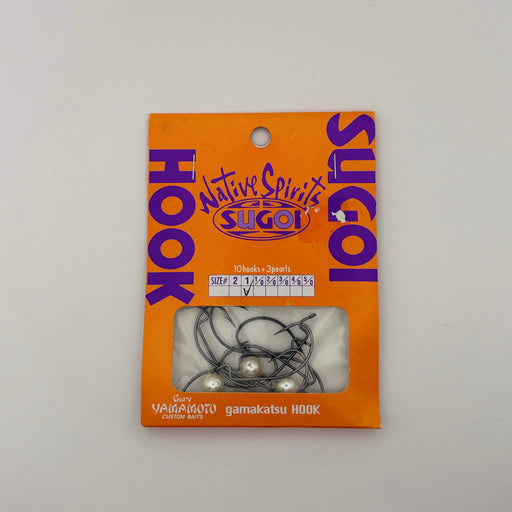 SUGOI
HOOK
Native Spirits
SUGOI
10hooks+3pearls
SIZE# 2 1 1/0 2/0 3/0 4/0 5/0
Gary
YAMAMOTO
CUSTOM BAITS
gamakatsu HOOK